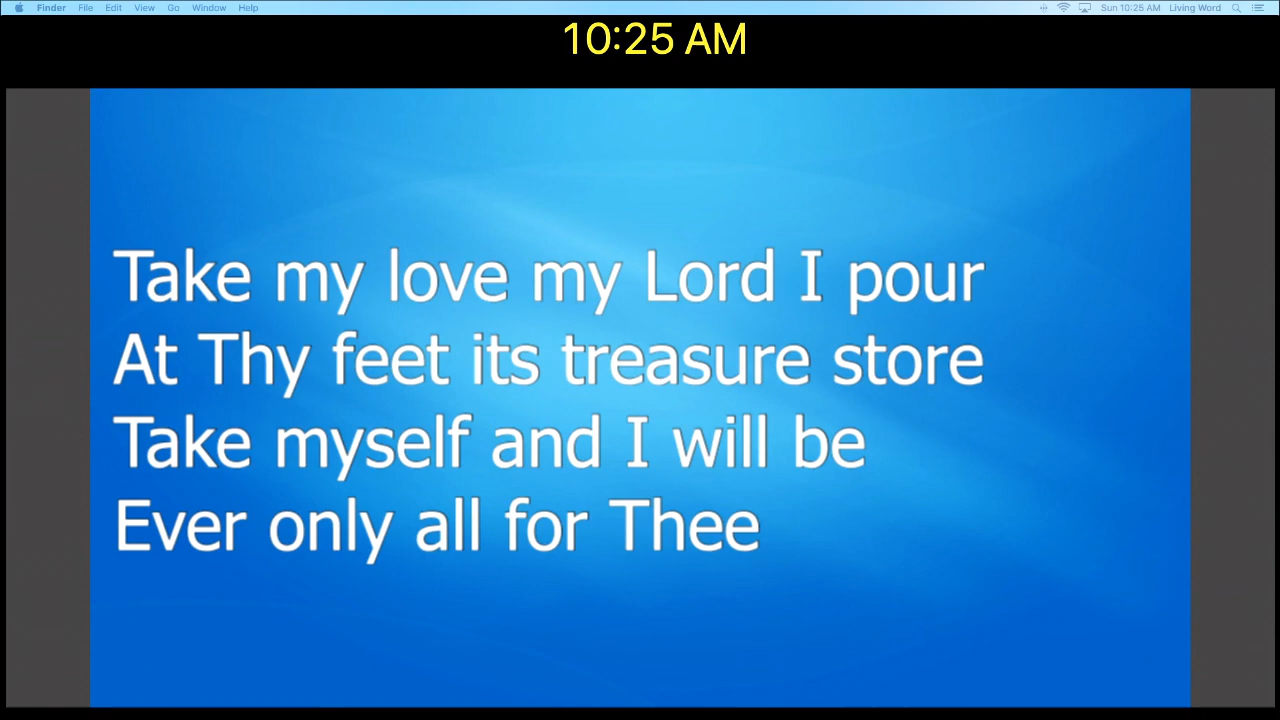 Finder File Edit View Go Window Help Sun 10:25 AM Living Word
10:25 AM
Take my love my Lord I pour
At Thy feet its treasure store
Take myself and I will be
Ever only all for Thee